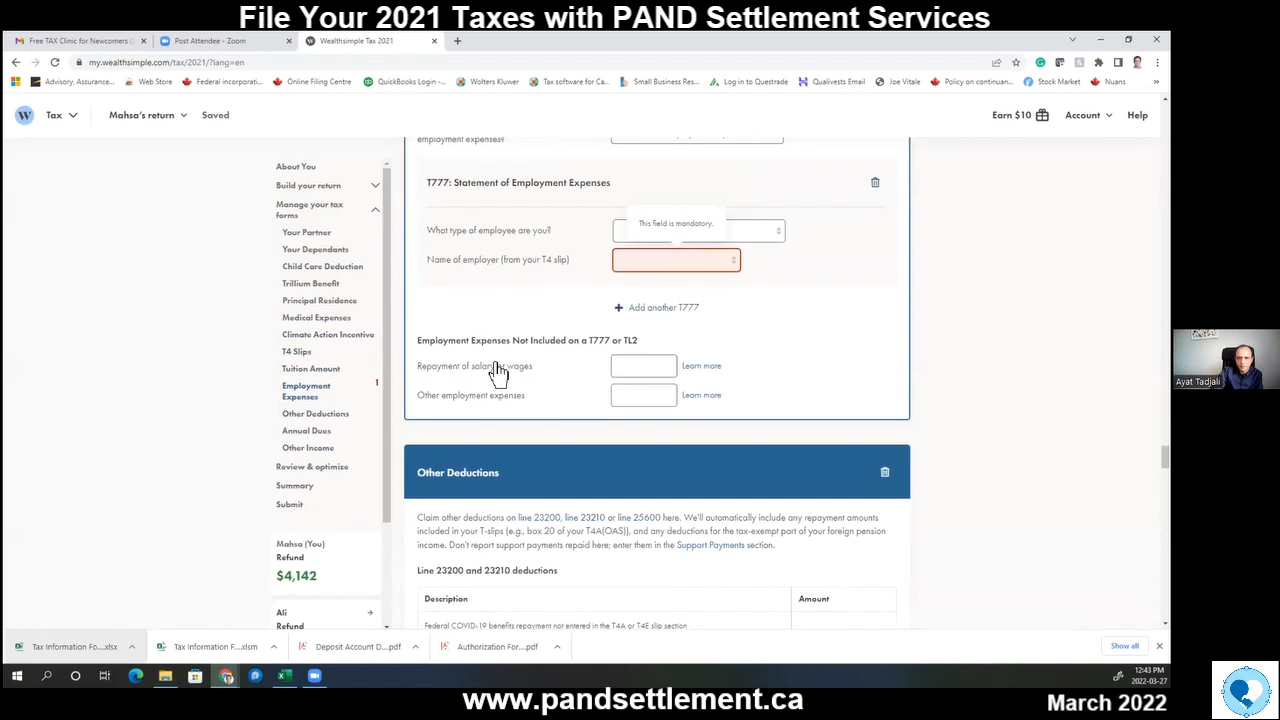 File Your 2021 Taxes with PAND Settlement Services
Free TAX Clinic for Newcomers (
Post Attendee - Zoom
Wealthsimple Tax 2021
my.wealthsimple.com/tax/2021/?lang=en
Advisory. Assurance...
Web Store
Federal incorporati...
Online Filing Centre
QuickBooks Login -...
Wolters Kluwer
Tax software for Ca...
Small Business Res...
Log in to Questrade
Qualivests Email
Joe Vitale
Policy on continuan...
Stock Market
Nuans
»
W
Tax
Mahsa's return
Saved
Earn $10
Account
Help
employment expenses?
About You
Build your return
Manage your tax
forms
Your Partner
Your Dependants
Child Care Deduction
Trillium Benefit
Principal Residence
Medical Expenses
Climate Action Incentive
T4 Slips
Tuition Amount
Employment
Expenses
1
Other Deductions
Annual Dues
Other Income
Review & optimize
Summary
Submit
Mahsa (You)
Refund
$4,142
Ali
Refund
T777: Statement of Employment Expenses
This field is mandatory.
What type of employee are you?
Name of employer (from your T4 slip)
+ Add another T777
Employment Expenses Not Included on a T777 or TL2
Repayment of salary or wages
Learn more
Other employment expenses
Learn more
Other Deductions
Claim other deductions on line 23200, line 23210 or line 25600 here. We'll automatically include any repayment amounts
included in your T-slips (e.g., box 20 of your T4A(OAS)), and any deductions for the tax-exempt part of your foreign
pension income. Don't report support payments repaid here; enter them in the Support Payments section.
Line 23200 and 23210 deductions
Description
Amount
Federal COVID-19 benefits repayment not entered in the T4A or T4E slip section
Ayat Tadjali
Tax Information Fo....xlsx
Tax Information F....xlsm
Deposit Account D....pdf
Authorization For....pdf
Show all
12:43 PM
2022-03-27
www.pandsettlement.ca
March 2022